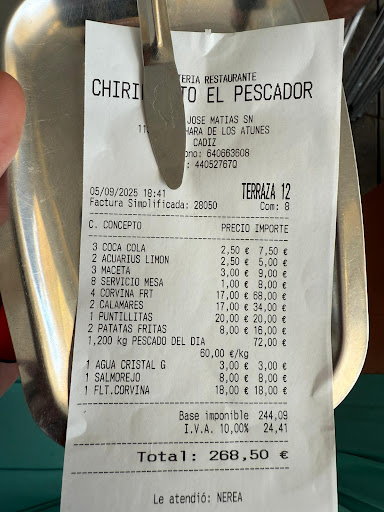 ERIA RESTAURANTE
CHIRI TO EL PESCADOR
JOSE MATIAS SN
11 HARA DE LOS ATUNES
CADIZ
no: 640663608
44052767Q
05/09/2025 18:41 TERRAZA 12
Factura Simplificada: 28050 Com: 8
C. CONCEPTO PRECIO IMPORTE
3 COCA COLA 2,50 € 7,50 €
2 ACUARIUS LIMON 2,50 € 5,00 €
3 MACETA 3,00 € 9,00 €
8 SERVICIO MESA 1,00 € 8,00 €
4 CORVINA FRT 17,00 € 68,00 €
2 CALAMARES 17,00 € 34,00 €
1 PUNTILLITAS 20,00 € 20,00 €
2 PATATAS FRITAS 8,00 € 16,00 €
1,200 kg PESCADO DEL DIA 72,00 €
60,00 €/kg
1 AGUA CRISTAL G 3,00 € 3,00 €
1 SALMOREJO 8,00 € 8,00 €
1 FLT.CORVINA 18,00 € 18,00 €
Base imponible 244,09
I.V.A. 10,00% 24,41
Total: 268,50 €
Le atendió: NEREA